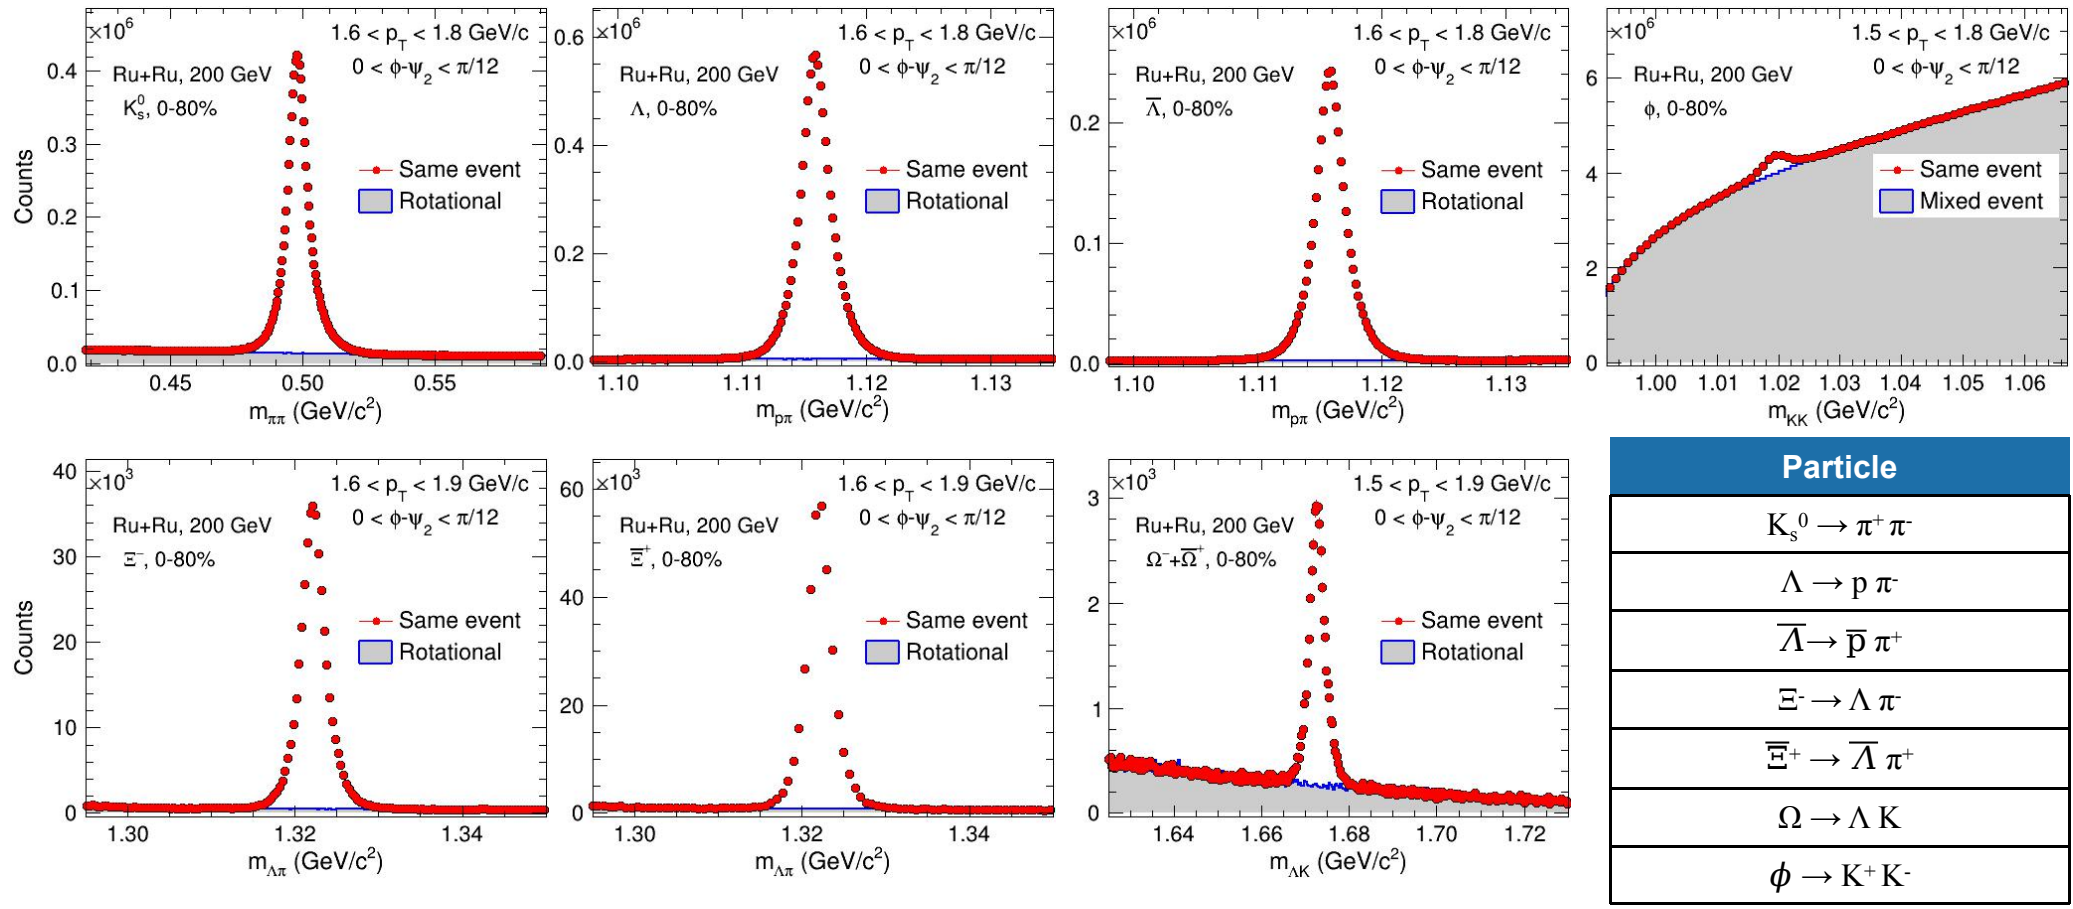 ×10⁶
1.6 < p_T < 1.8 GeV/c
0 < ϕ-ψ₂ < π/12
Ru+Ru, 200 GeV
K⁰ₛ, 0-80%
Same event
Rotational
Counts
0.4
0.3
0.2
0.1
0.0
0.45
0.50
0.55
m_ππ (GeV/c²)
×10⁶
1.6 < p_T < 1.8 GeV/c
0 < ϕ-ψ₂ < π/12
Ru+Ru, 200 GeV
Λ, 0-80%
Same event
Rotational
0.6
0.4
0.2
0.0
1.10
1.11
1.12
1.13
m_pπ (GeV/c²)
×10⁶
1.6 < p_T < 1.8 GeV/c
0 < ϕ-ψ₂ < π/12
Ru+Ru, 200 GeV
Λ̅, 0-80%
Same event
Rotational
0.2
0.1
0.0
1.10
1.11
1.12
1.13
m_pπ (GeV/c²)
×10⁶
1.5 < p_T < 1.8 GeV/c
0 < ϕ-ψ₂ < π/12
Ru+Ru, 200 GeV
ϕ, 0-80%
Same event
Mixed event
6
4
2
0
1.00
1.01
1.02
1.03
1.04
1.05
1.06
m_KK (GeV/c²)
×10³
1.6 < p_T < 1.9 GeV/c
0 < ϕ-ψ₂ < π/12
Ru+Ru, 200 GeV
Ξ⁻, 0-80%
Same event
Rotational
Counts
40
30
20
10
0
1.30
1.32
1.34
m_Λπ (GeV/c²)
×10³
1.6 < p_T < 1.9 GeV/c
0 < ϕ-ψ₂ < π/12
Ru+Ru, 200 GeV
Ξ̅⁺, 0-80%
Same event
Rotational
60
40
20
0
1.30
1.32
1.34
m_Λπ (GeV/c²)
×10³
1.5 < p_T < 1.9 GeV/c
0 < ϕ-ψ₂ < π/12
Ru+Ru, 200 GeV
Ω⁻+Ω̅⁺, 0-80%
Same event
Rotational
3
2
1
0
1.64
1.66
1.68
1.70
1.72
m_ΛK (GeV/c²)
Particle
Kₛ⁰ → π⁺ π⁻
Λ → p π⁻
Λ̅ → p̅ π⁺
Ξ⁻ → Λ π⁻
Ξ̅⁺ → Λ̅ π⁺
Ω → Λ K
ϕ → K⁺ K⁻